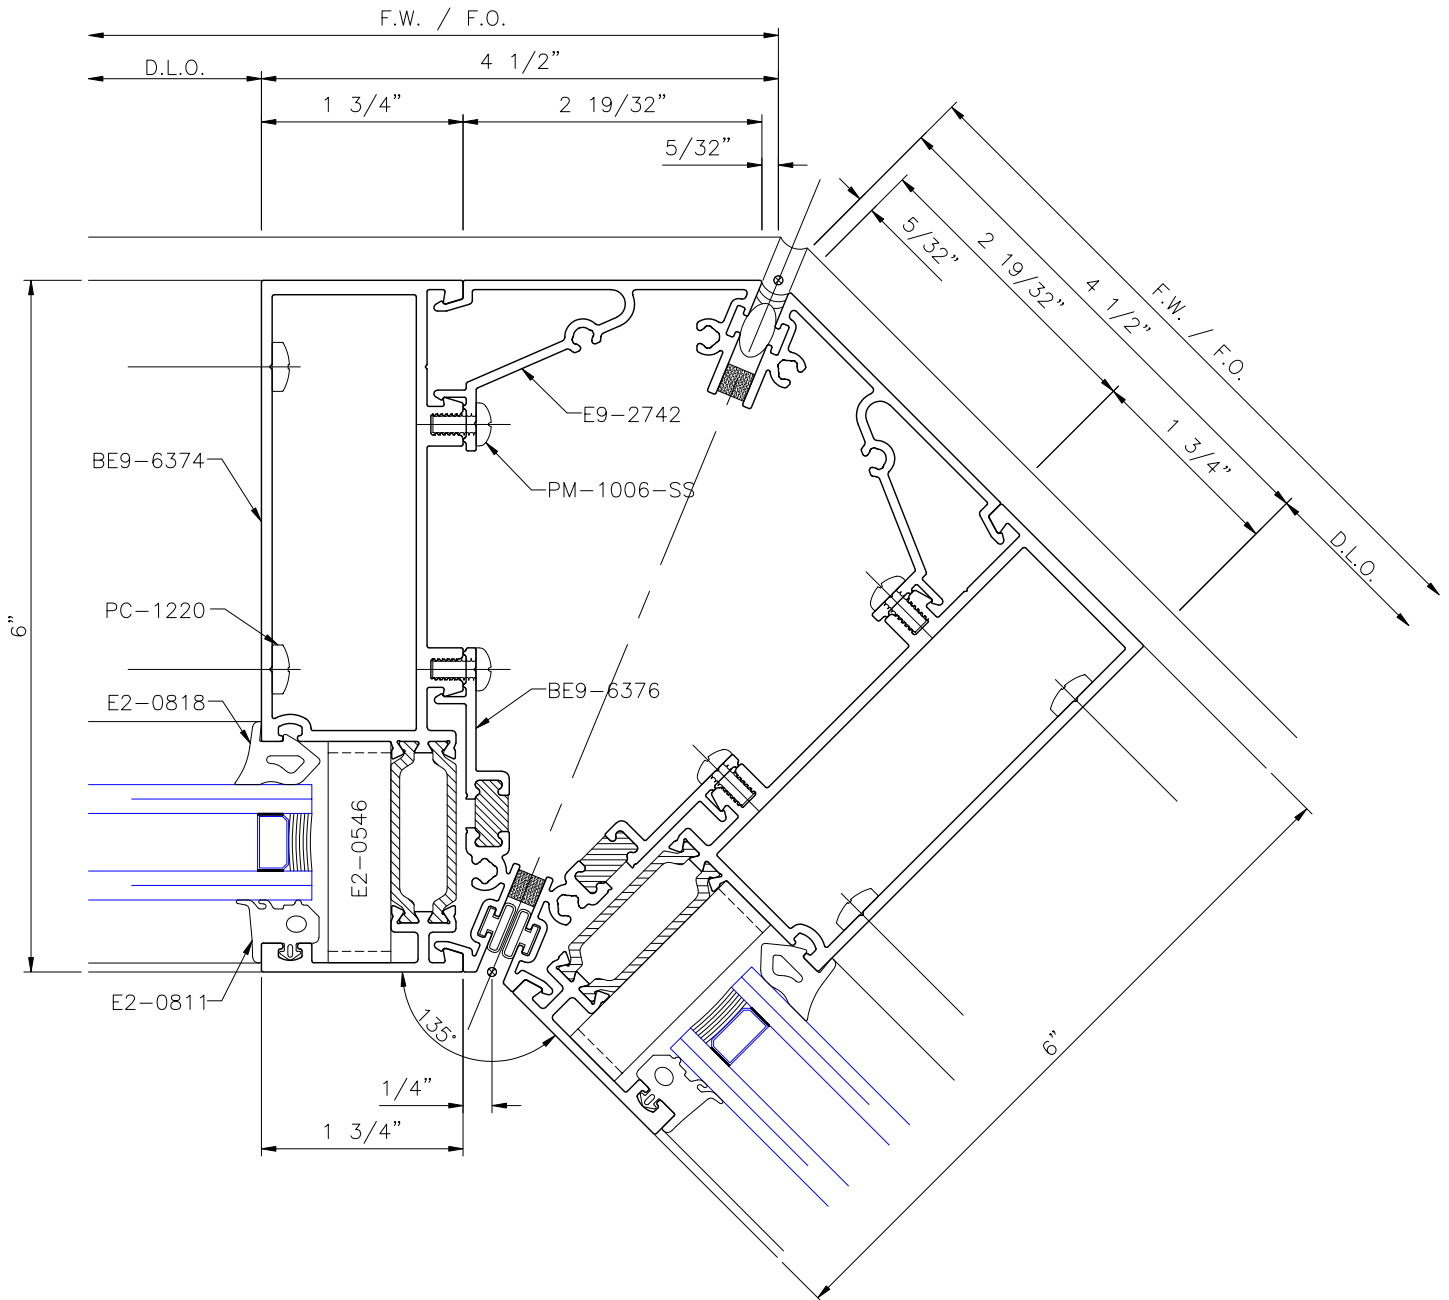 F.W. / F.O.
D.L.O.
4 1/2”
1 3/4”
2 19/32”
5/32”
5/32”
2 19/32”
4 1/2”
F.W. / F.O.
1 3/4”
D.L.O.
E9-2742
BE9-6374
PM-1006-SS
PC-1220
6”
BE9-6376
E2-0818
E2-0546
E2-0811
135°
6”
1/4”
1 3/4”